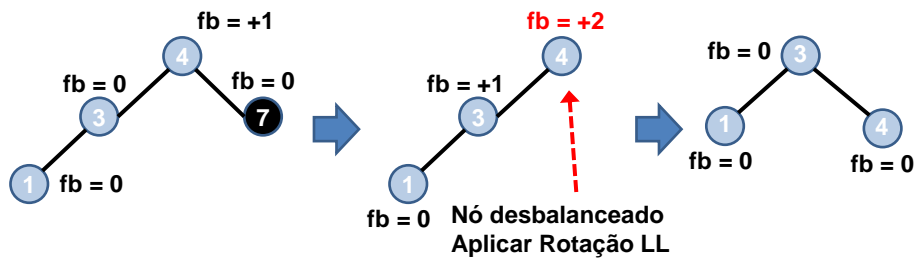 fb = +1
4
fb = 0
fb = 0
3
7
1
fb = 0
fb = +2
4
fb = +1
3
1
fb = 0
Nó desbalanceado
Aplicar Rotação LL
fb = 0
3
1
4
fb = 0
fb = 0